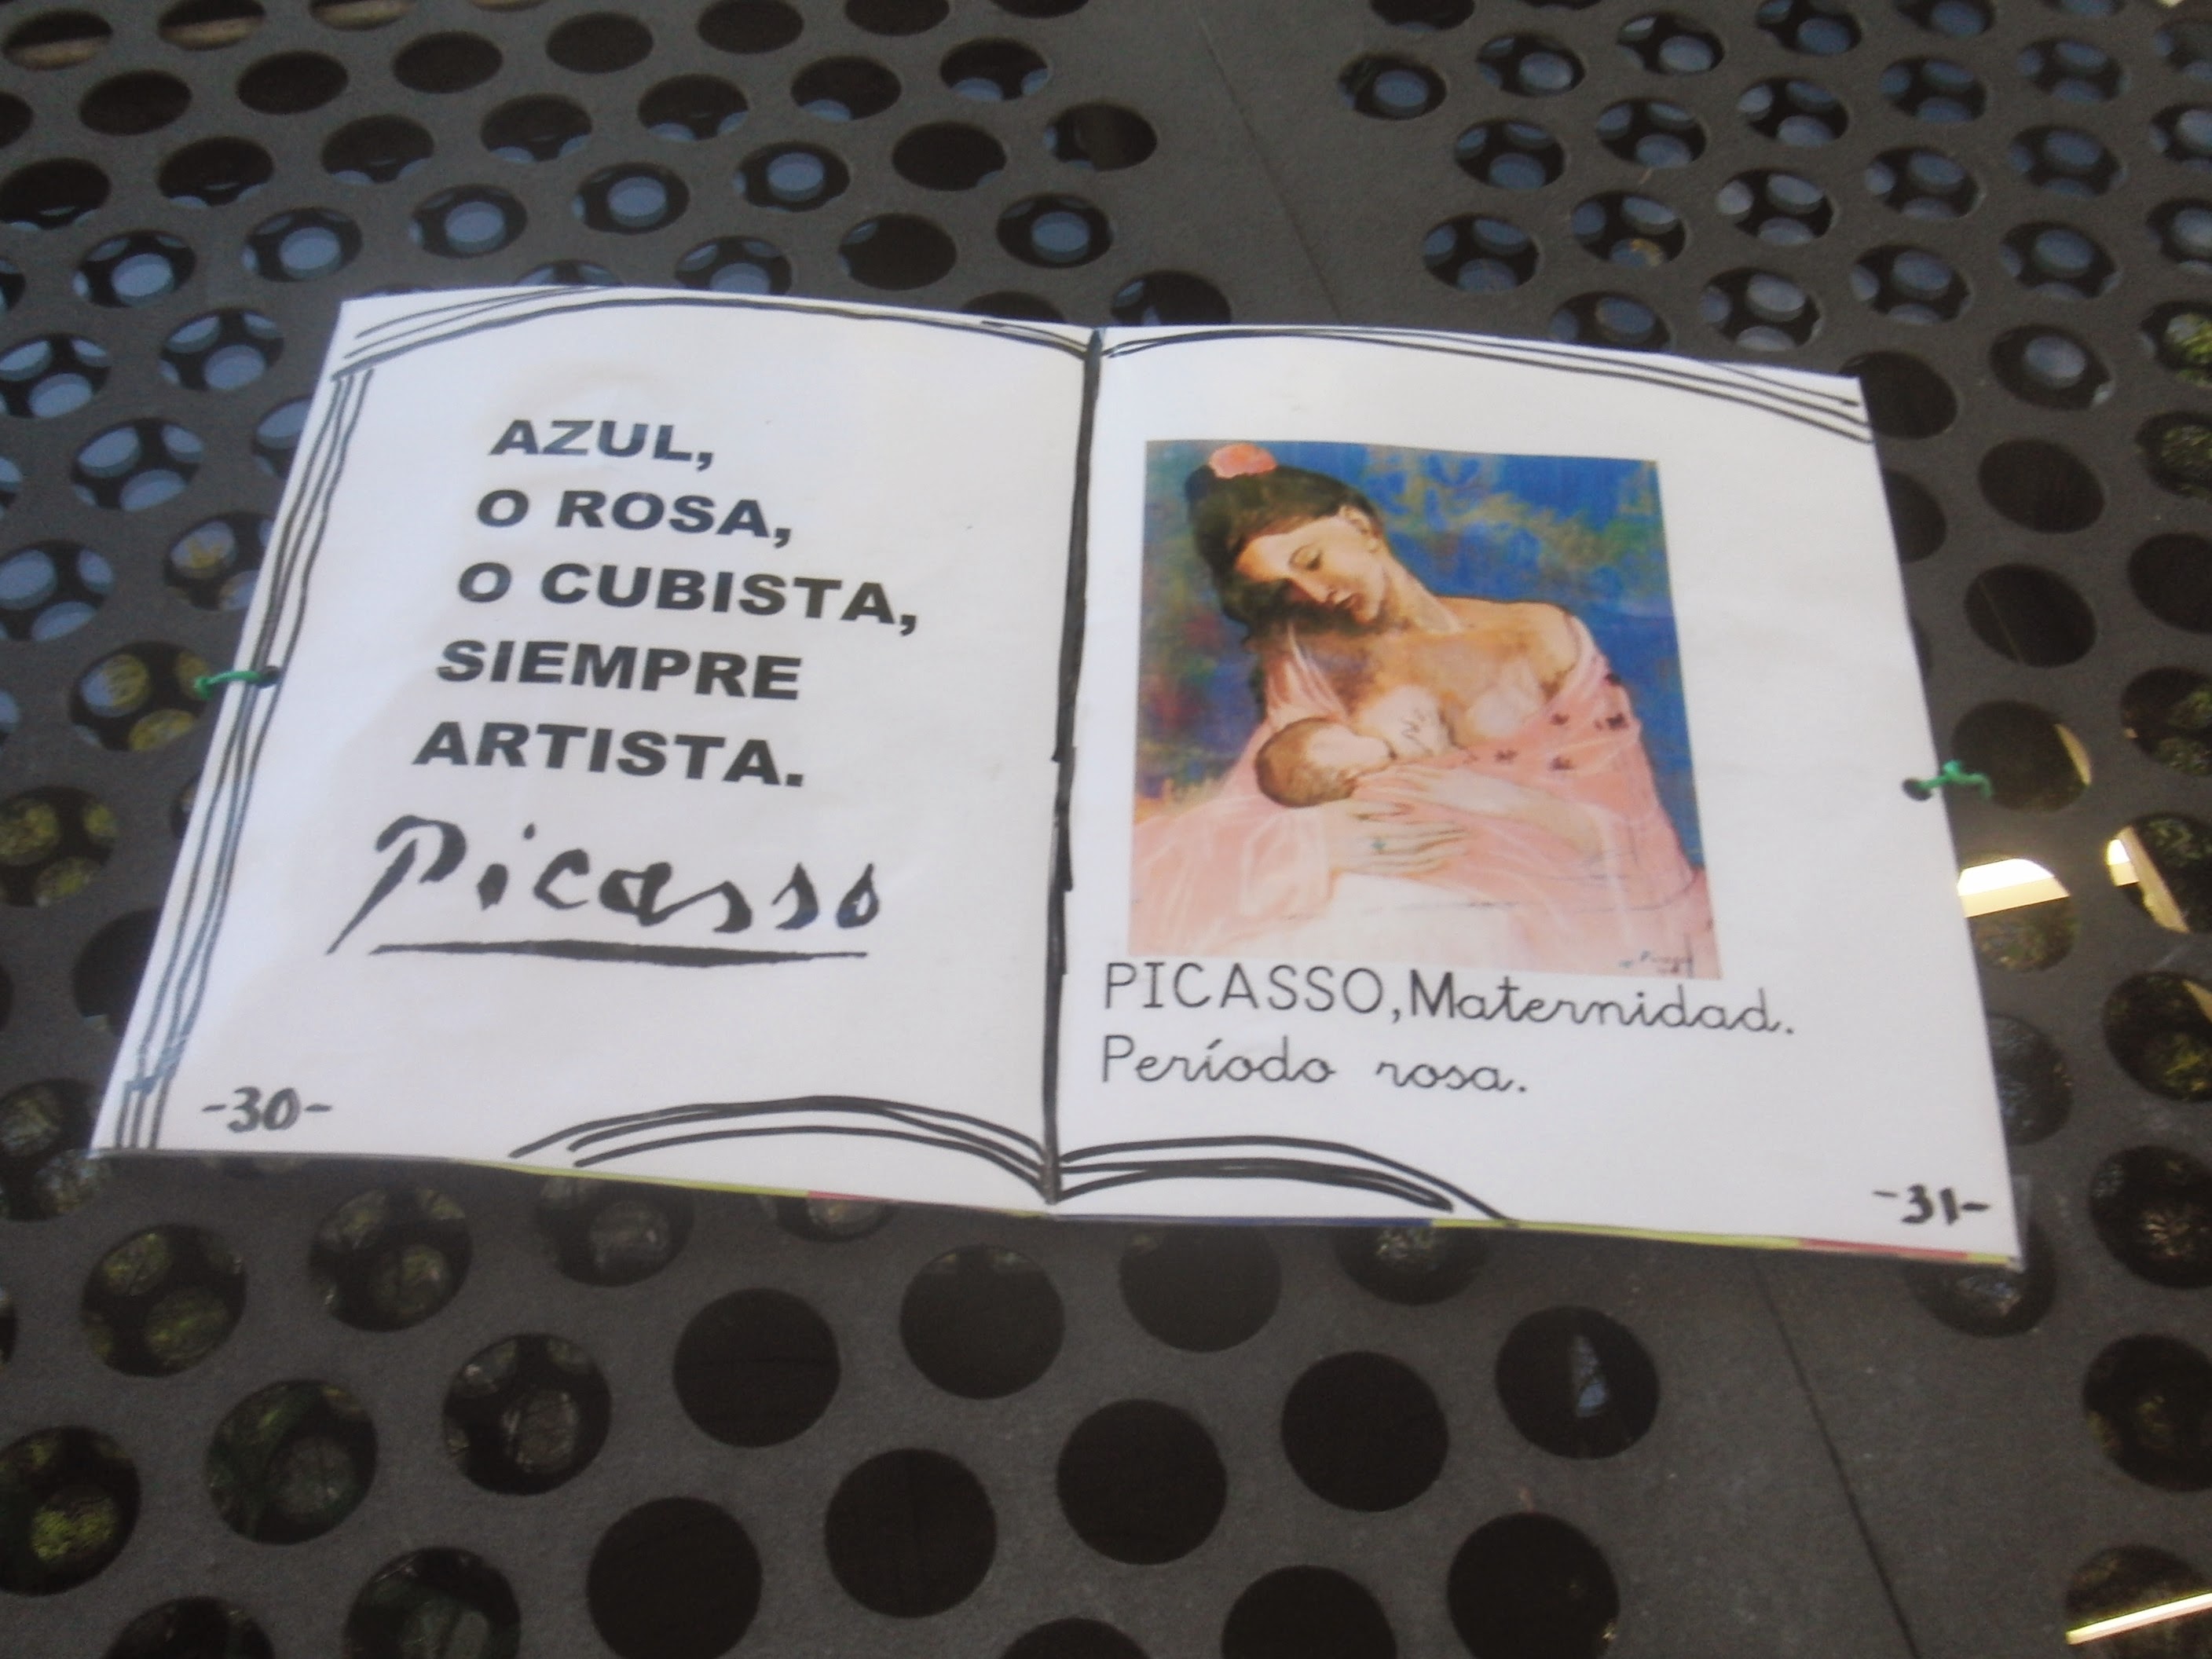 AZUL,
O ROSA,
O CUBISTA,
SIEMPRE
ARTISTA.
Picasso
-30-
PICASSO, Maternidad.
Período rosa.
-31-